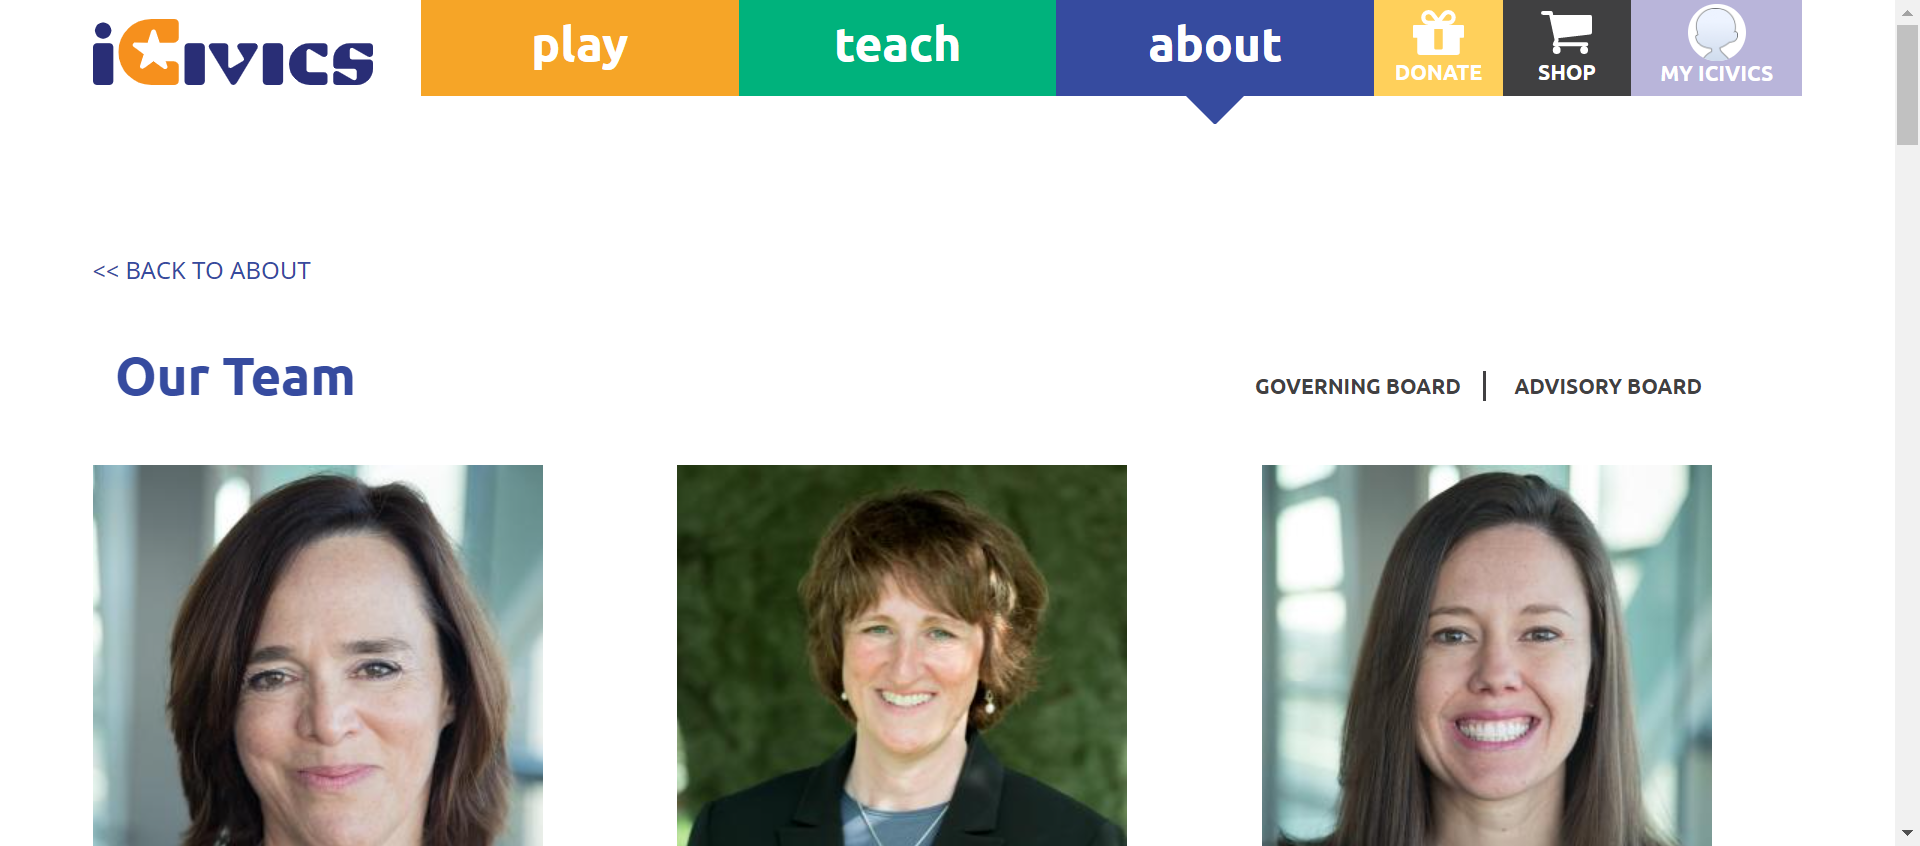 iCivics
play
teach
about
DONATE
SHOP
MY ICIVICS
<< BACK TO ABOUT
Our Team
GOVERNING BOARD
ADVISORY BOARD